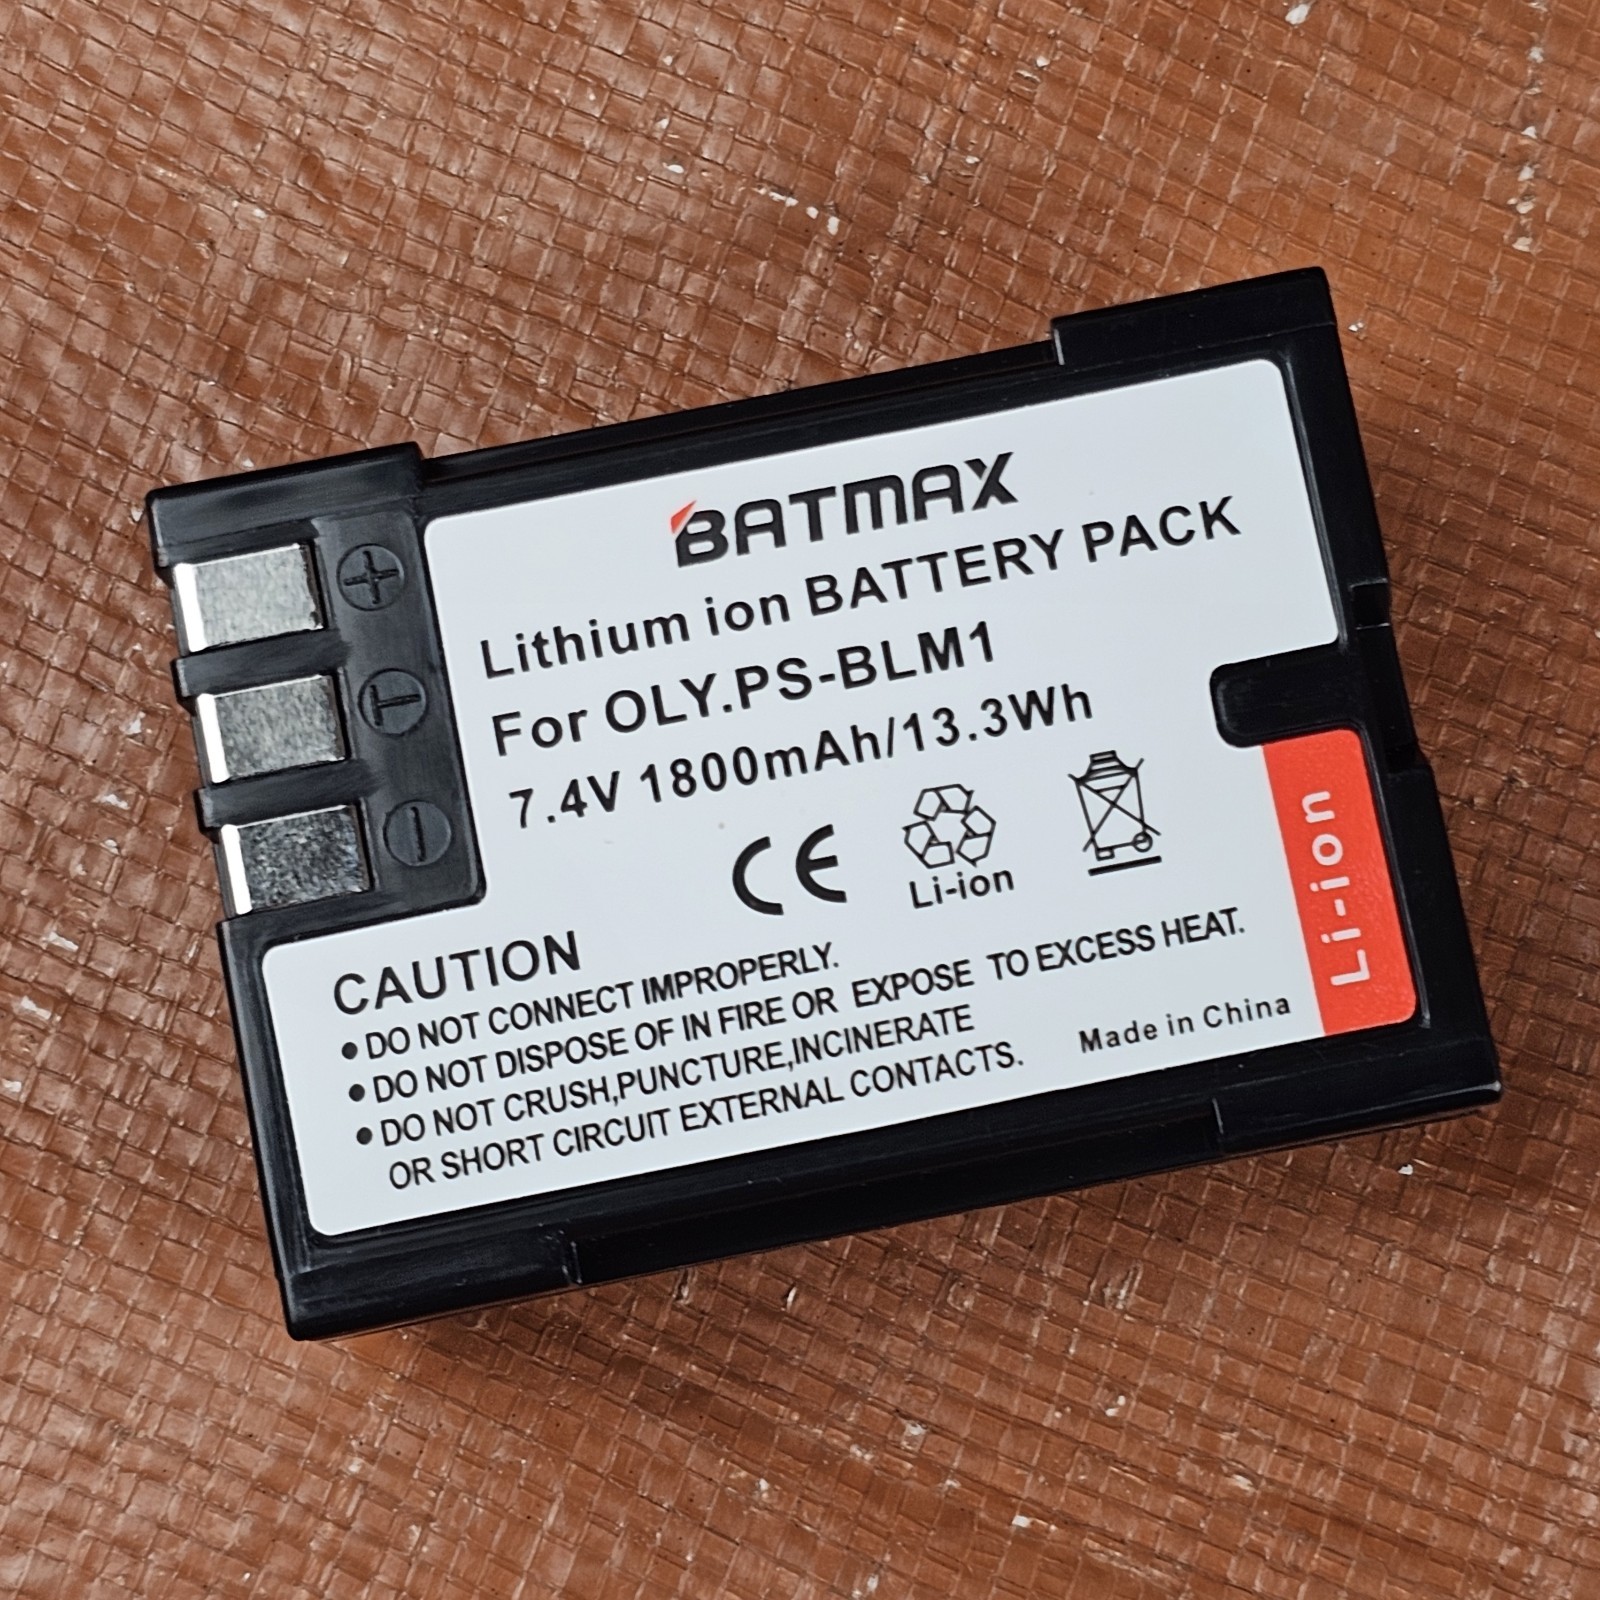 BATMAX
Lithium ion BATTERY PACK
For OLY.PS-BLM1
7.4V 1800mAh/13.3Wh
+
T
-
CE
Li-ion
Li-ion
CAUTION
• DO NOT CONNECT IMPROPERLY.
• DO NOT DISPOSE OF IN FIRE OR EXPOSE TO EXCESS HEAT.
• DO NOT CRUSH,PUNCTURE,INCINERATE
OR SHORT CIRCUIT EXTERNAL CONTACTS.
Made in China